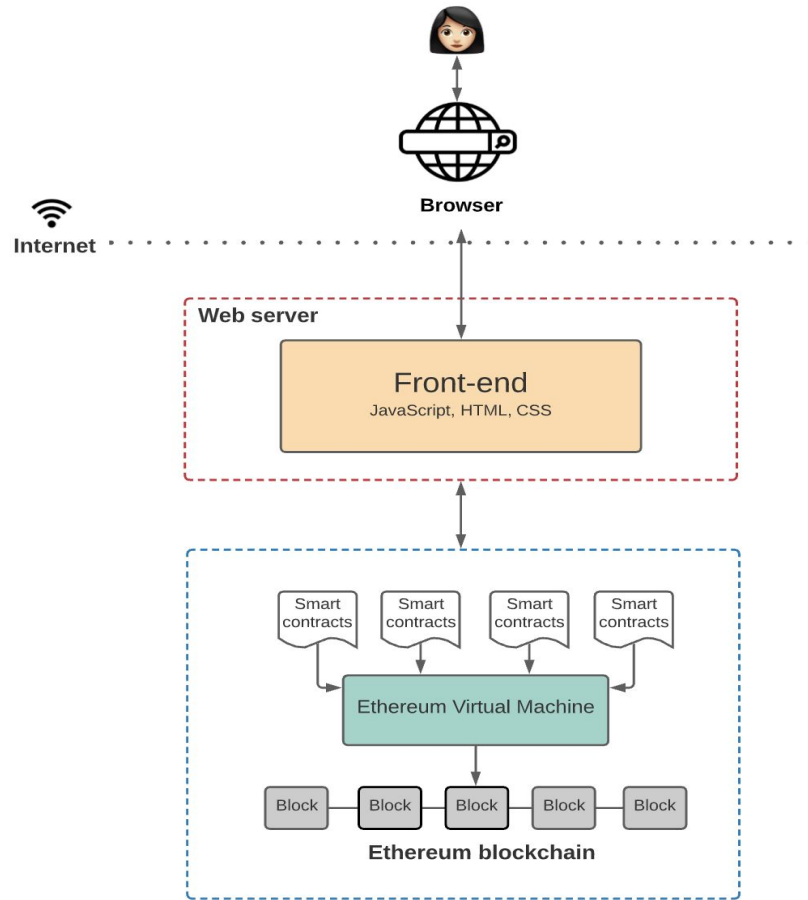 Browser
Internet
Web server
Front-end
JavaScript, HTML, CSS
Smart
contracts
Smart
contracts
Smart
contracts
Smart
contracts
Ethereum Virtual Machine
Block
Block
Block
Block
Block
Ethereum blockchain